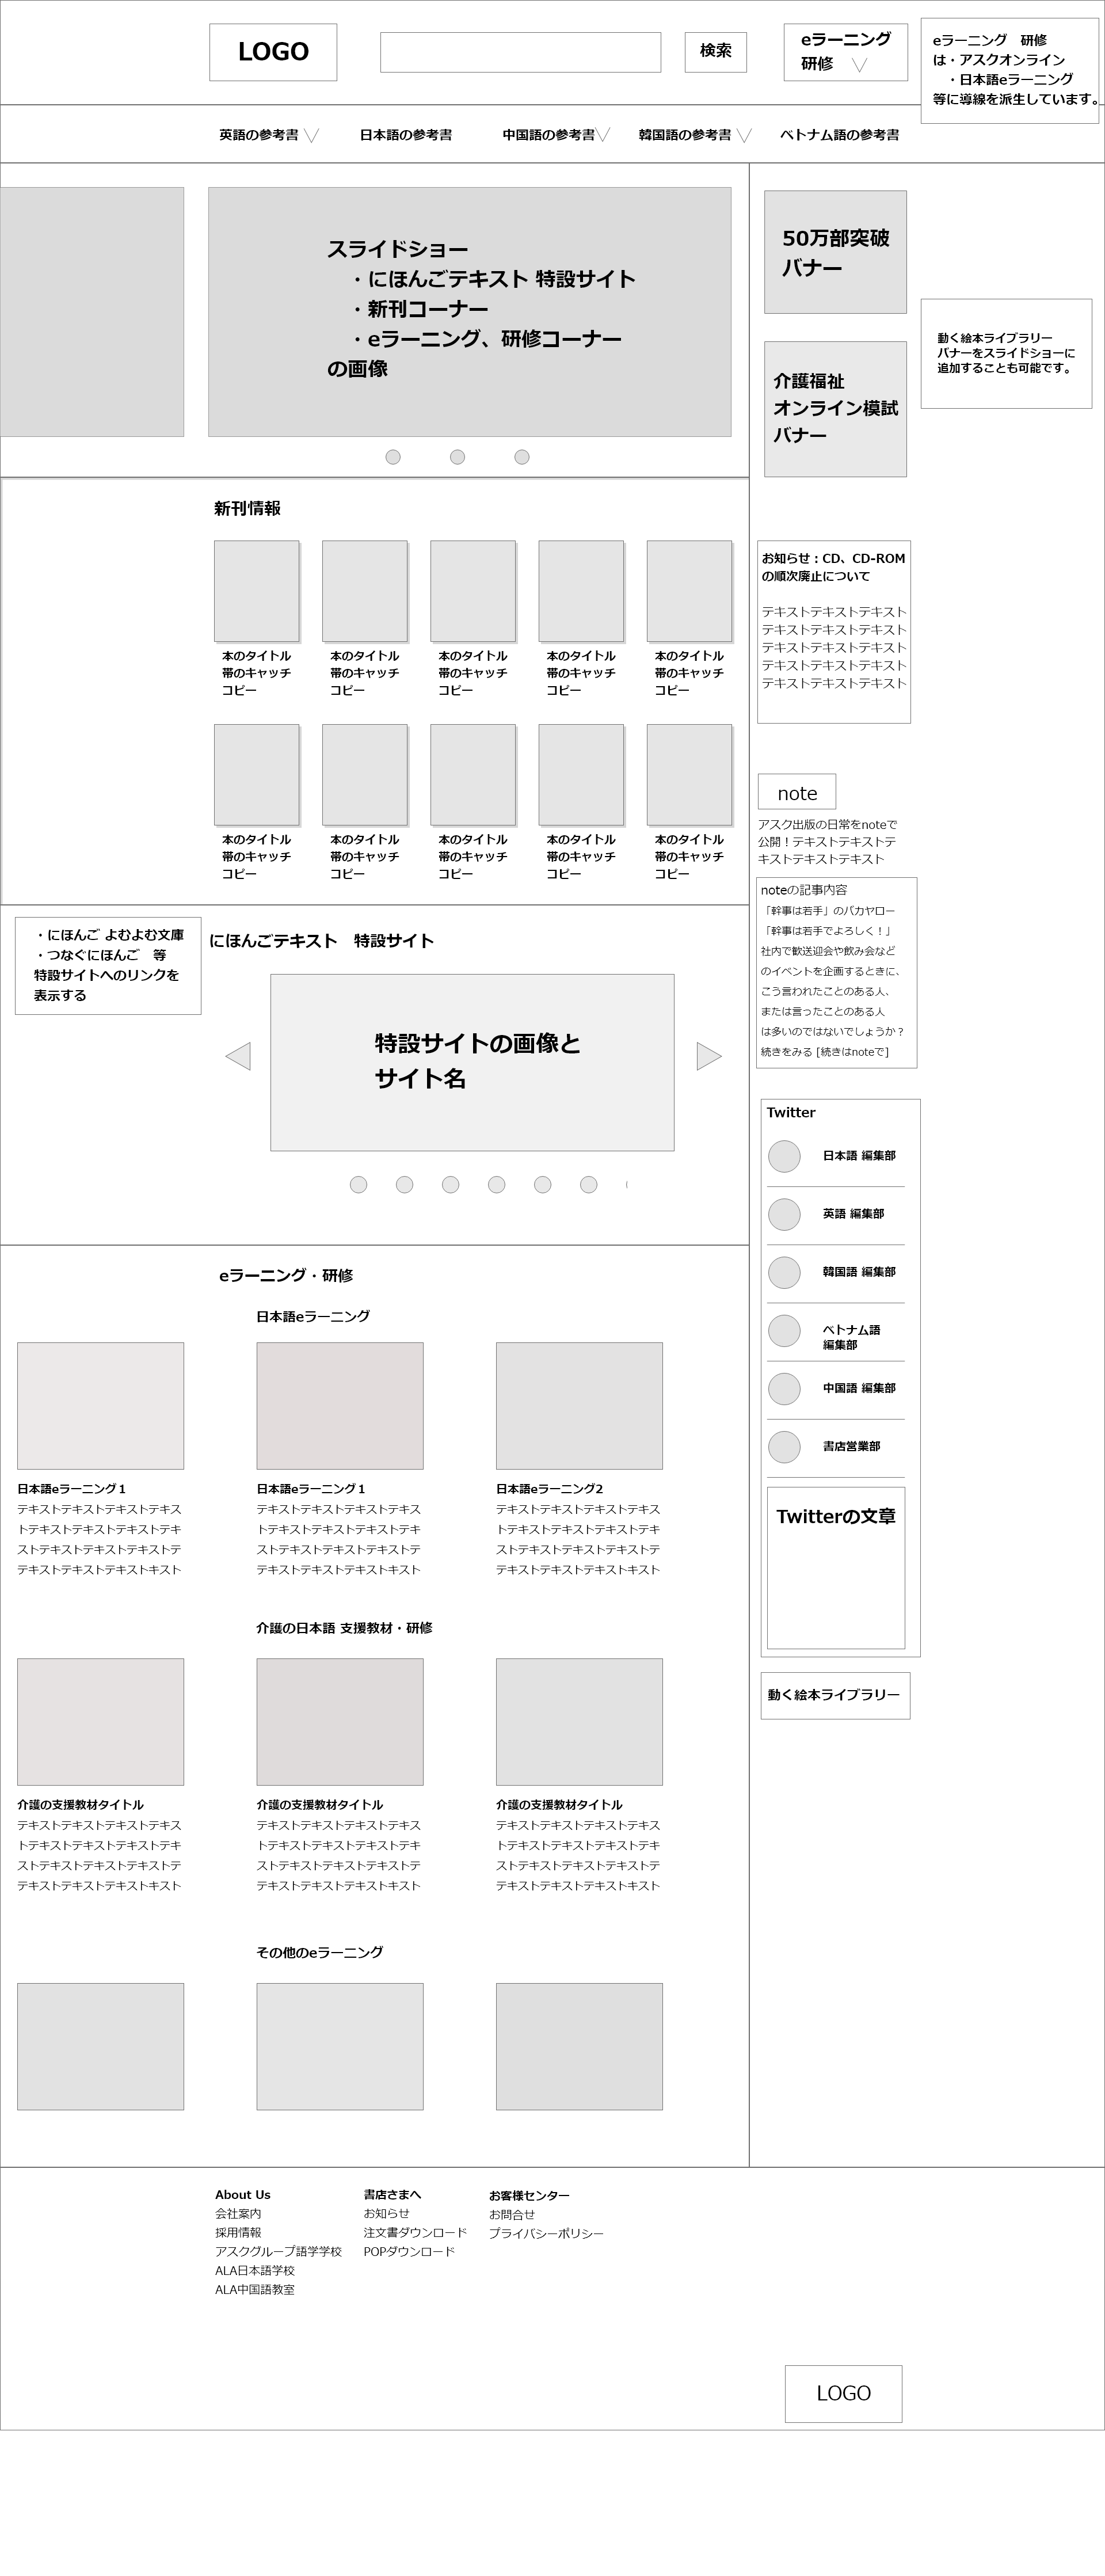 LOGO
検索
eラーニング
研修
eラーニング　研修
は・アスクオンライン
・日本語eラーニング
等に導線を派生しています。
英語の参考書
日本語の参考書
中国語の参考書
韓国語の参考書
ベトナム語の参考書
スライドショー
・にほんごテキスト 特設サイト
・新刊コーナー
・eラーニング、研修コーナー
の画像
50万部突破
バナー
介護福祉
オンライン模試
バナー
動く絵本ライブラリー
バナーをスライドショーに
追加することも可能です。
新刊情報
本のタイトル
帯のキャッチ
コピー
本のタイトル
帯のキャッチ
コピー
本のタイトル
帯のキャッチ
コピー
本のタイトル
帯のキャッチ
コピー
本のタイトル
帯のキャッチ
コピー
本のタイトル
帯のキャッチ
コピー
本のタイトル
帯のキャッチ
コピー
本のタイトル
帯のキャッチ
コピー
本のタイトル
帯のキャッチ
コピー
本のタイトル
帯のキャッチ
コピー
お知らせ：CD、CD-ROM
の順次廃止について
テキストテキストテキスト
テキストテキストテキスト
テキストテキストテキスト
テキストテキストテキスト
テキストテキストテキスト
note
アスク出版の日常をnoteで
公開！テキストテキストテ
キストテキストテキスト
noteの記事内容
「幹事は若手」のバカヤロー
「幹事は若手でよろしく！」
社内で歓送迎会や飲み会など
のイベントを企画するときに、
こう言われたことのある人、
または言ったことのある人
は多いのではないでしょうか？
続きをみる [続きはnoteで]
・にほんご よむよむ文庫
・つなぐにほんご　等
特設サイトへのリンクを
表示する
にほんごテキスト　特設サイト
特設サイトの画像と
サイト名
Twitter
日本語 編集部
英語 編集部
韓国語 編集部
ベトナム語
編集部
中国語 編集部
書店営業部
Twitterの文章
動く絵本ライブラリー
eラーニング・研修
日本語eラーニング
日本語eラーニング１
テキストテキストテキストテキス
トテキストテキストテキストテキ
ストテキストテキストテキストテ
テキストテキストテキストキスト
日本語eラーニング１
テキストテキストテキストテキス
トテキストテキストテキストテキ
ストテキストテキストテキストテ
テキストテキストテキストキスト
日本語eラーニング2
テキストテキストテキストテキス
トテキストテキストテキストテキ
ストテキストテキストテキストテ
テキストテキストテキストキスト
介護の日本語 支援教材・研修
介護の支援教材タイトル
テキストテキストテキストテキス
トテキストテキストテキストテキ
ストテキストテキストテキストテ
テキストテキストテキストキスト
介護の支援教材タイトル
テキストテキストテキストテキス
トテキストテキストテキストテキ
ストテキストテキストテキストテ
テキストテキストテキストキスト
介護の支援教材タイトル
テキストテキストテキストテキス
トテキストテキストテキストテキ
ストテキストテキストテキストテ
テキストテキストテキストキスト
その他のeラーニング
About Us
会社案内
採用情報
アスクグループ語学学校
ALA日本語学校
ALA中国語教室
書店さまへ
お知らせ
注文書ダウンロード
POPダウンロード
お客様センター
お問合せ
プライバシーポリシー
LOGO